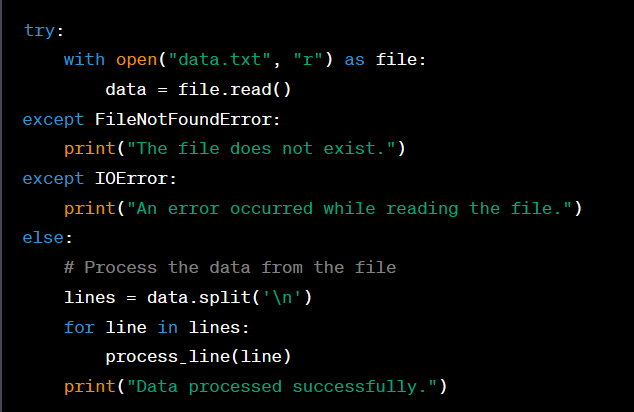 try:
    with open("data.txt", "r") as file:
        data = file.read()
except FileNotFoundError:
    print("The file does not exist.")
except IOError:
    print("An error occurred while reading the file.")
else:
    # Process the data from the file
    lines = data.split('\n')
    for line in lines:
        process_line(line)
    print("Data processed successfully.")